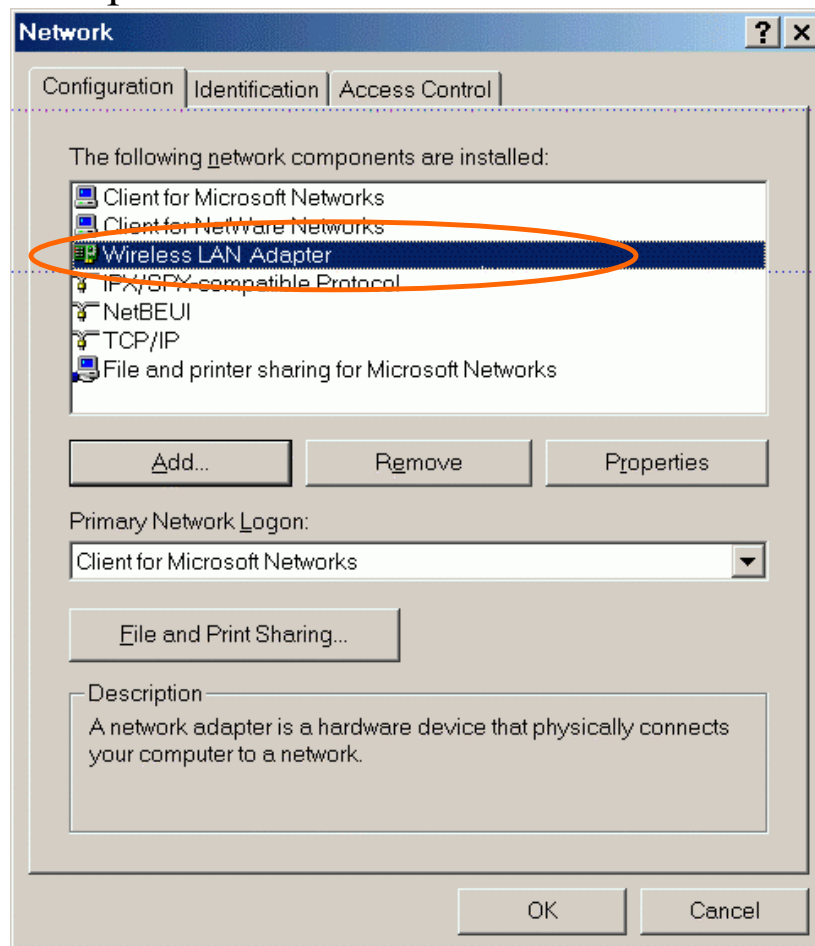 Network
Configuration Identification Access Control
The following network components are installed:
Client for Microsoft Networks
Client for NetWare Networks
Wireless LAN Adapter
IPX/SPX-compatible Protocol
NetBEUI
TCP/IP
File and printer sharing for Microsoft Networks
Add... Remove Properties
Primary Network Logon:
Client for Microsoft Networks
File and Print Sharing...
Description
A network adapter is a hardware device that physically connects
your computer to a network.
OK Cancel